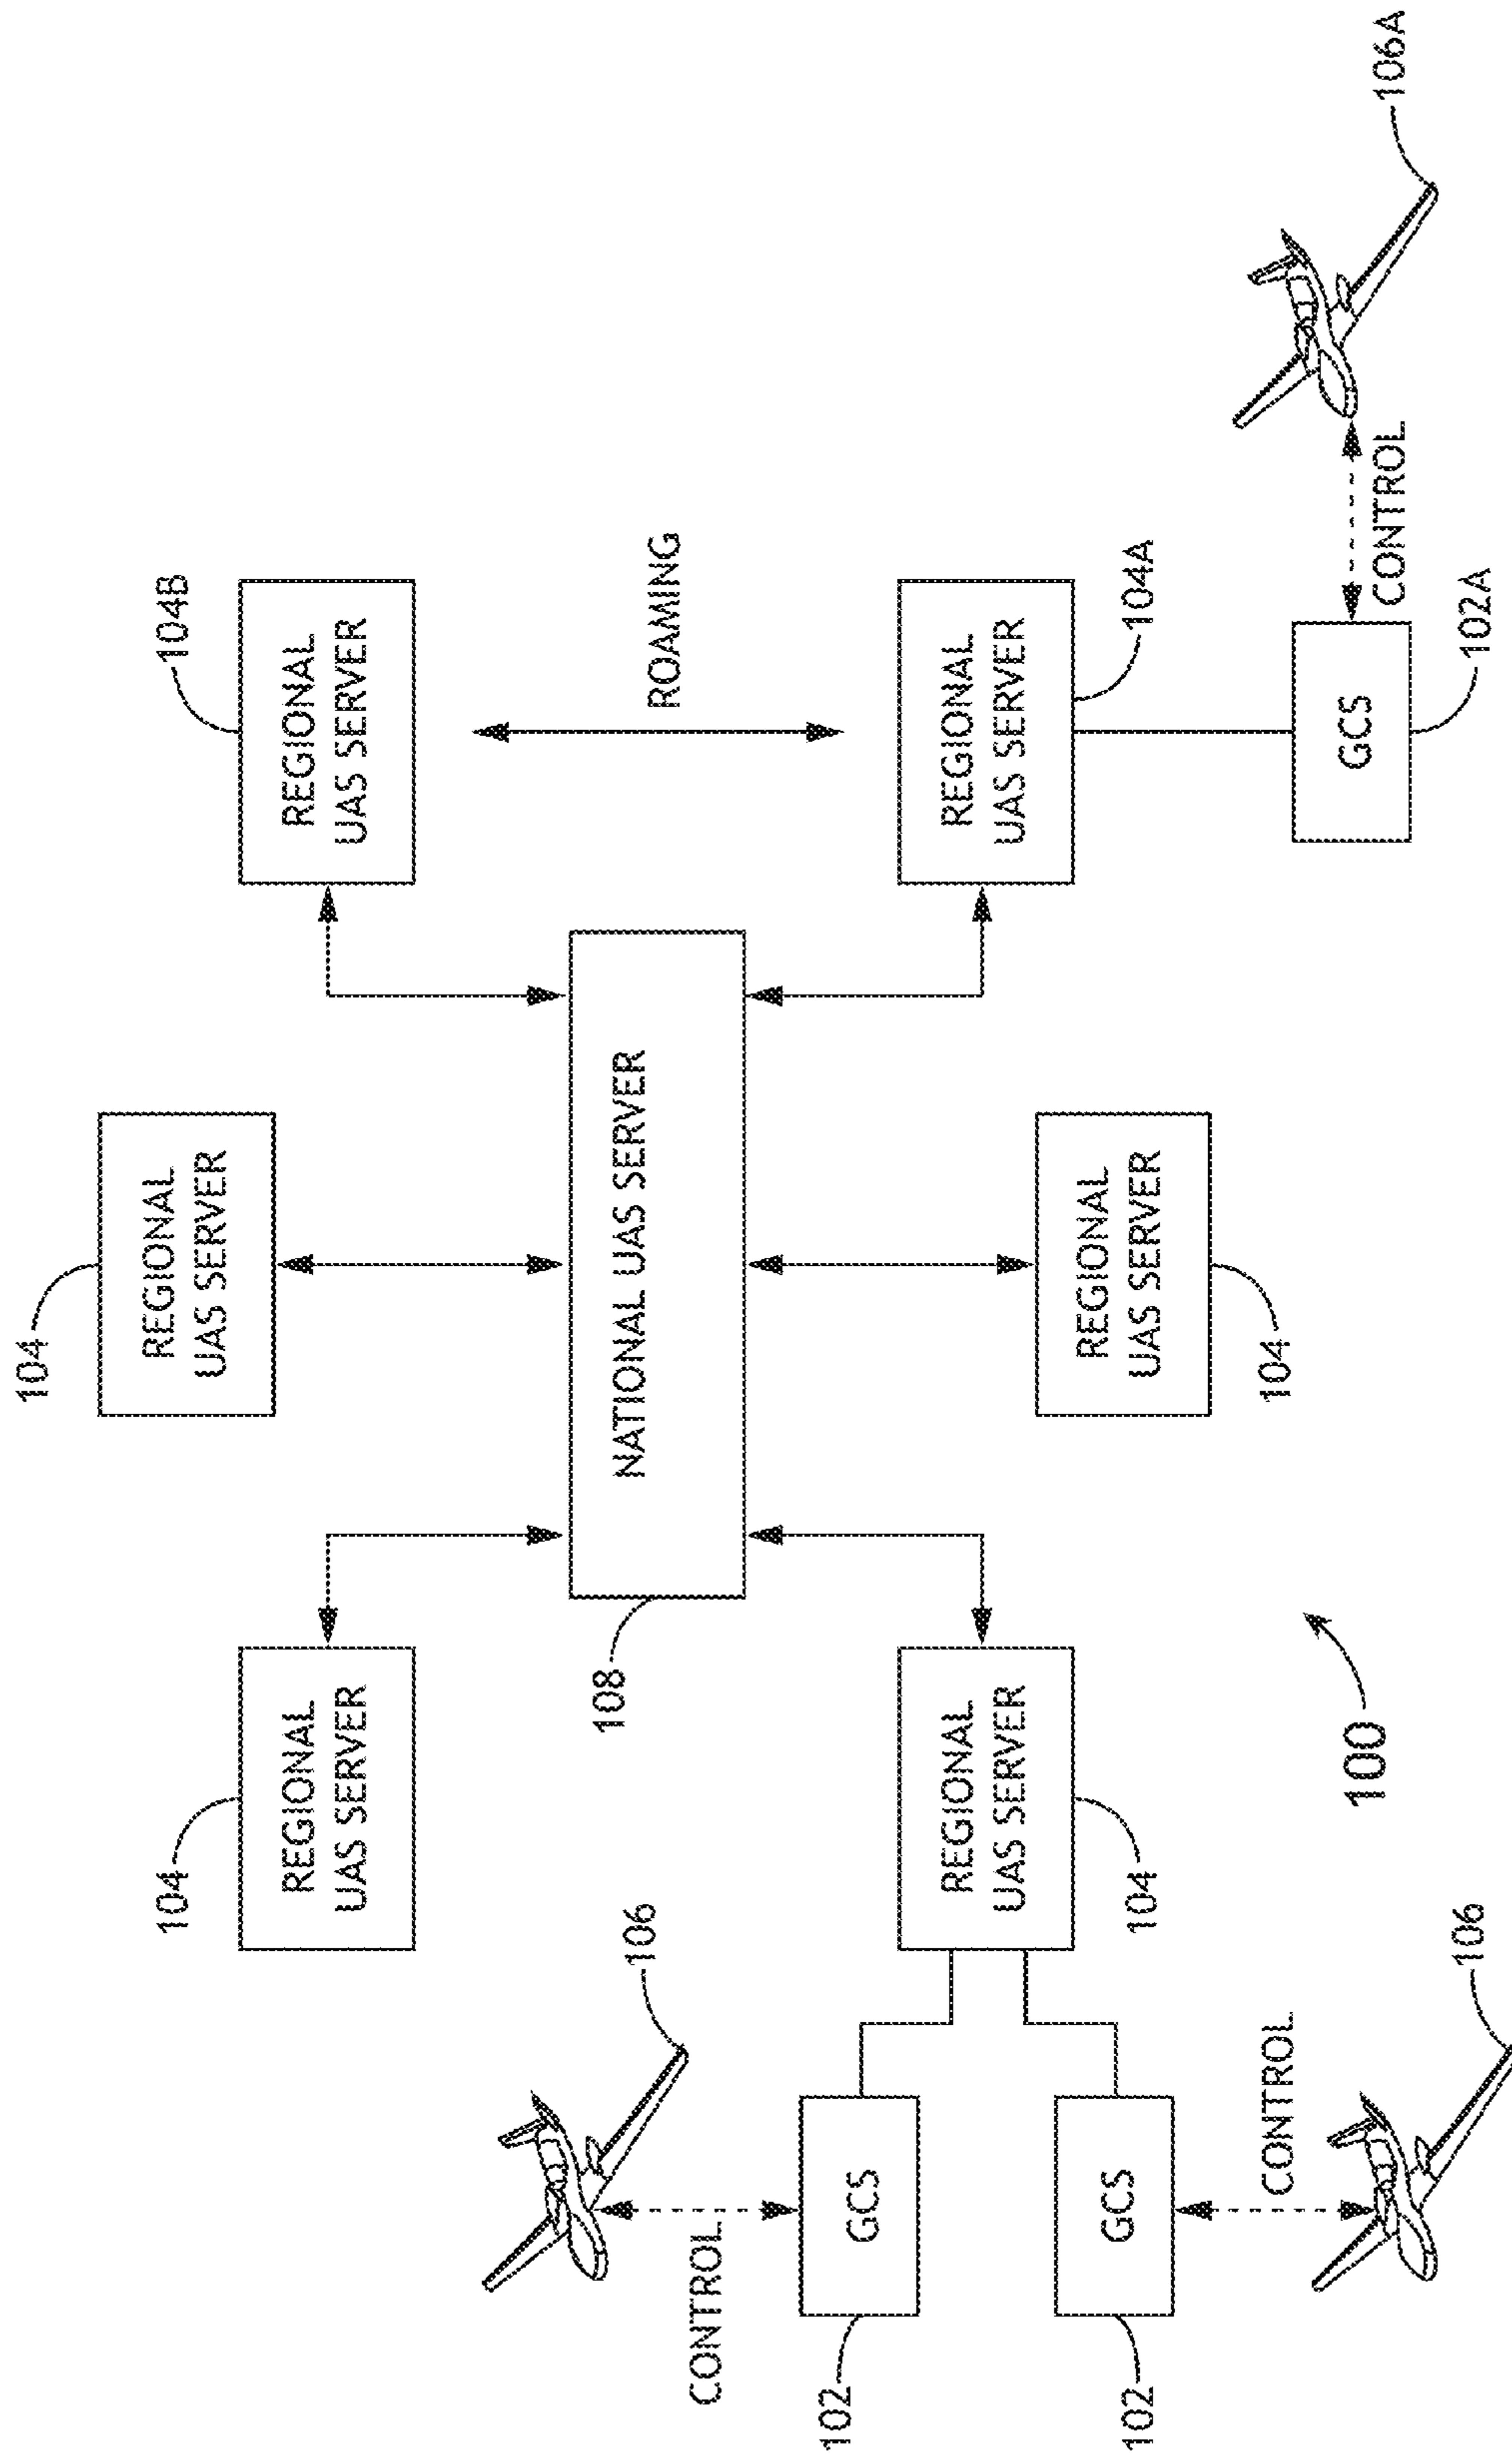 104
REGIONAL
UAS SERVER
104
REGIONAL
UAS SERVER
104B
REGIONAL
UAS SERVER
108
NATIONAL UAS SERVER
ROAMING
106
CONTROL
102
GCS
102
GCS
CONTROL
106
REGIONAL
UAS SERVER
104
REGIONAL
UAS SERVER
104
REGIONAL
UAS SERVER
104A
GCS
102A
CONTROL
106A
100